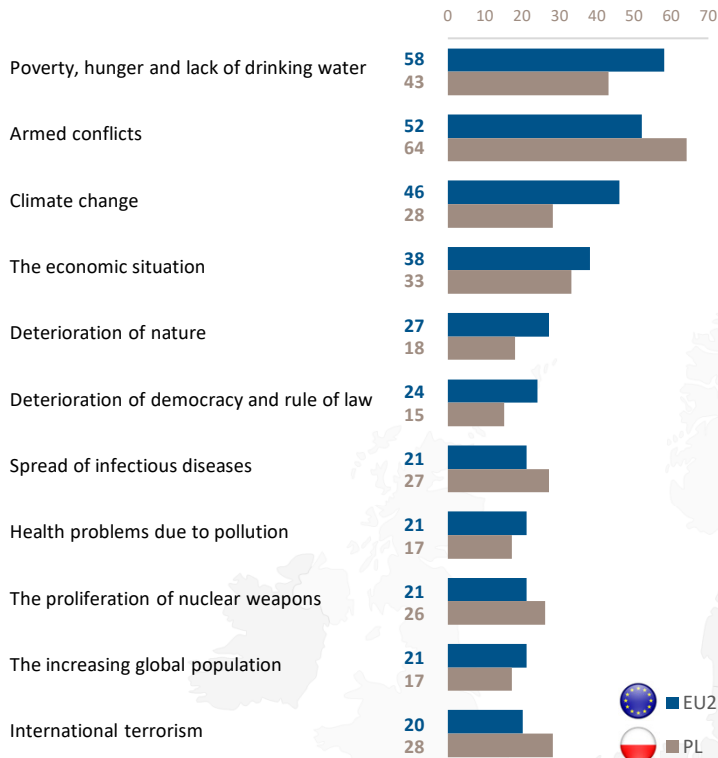 0 10 20 30 40 50 60 70
Poverty, hunger and lack of drinking water 58
43
Armed conflicts 52
64
Climate change 46
28
The economic situation 38
33
Deterioration of nature 27
18
Deterioration of democracy and rule of law 24
15
Spread of infectious diseases 21
27
Health problems due to pollution 21
17
The proliferation of nuclear weapons 21
26
The increasing global population 21
17
International terrorism 20
28
EU2
PL